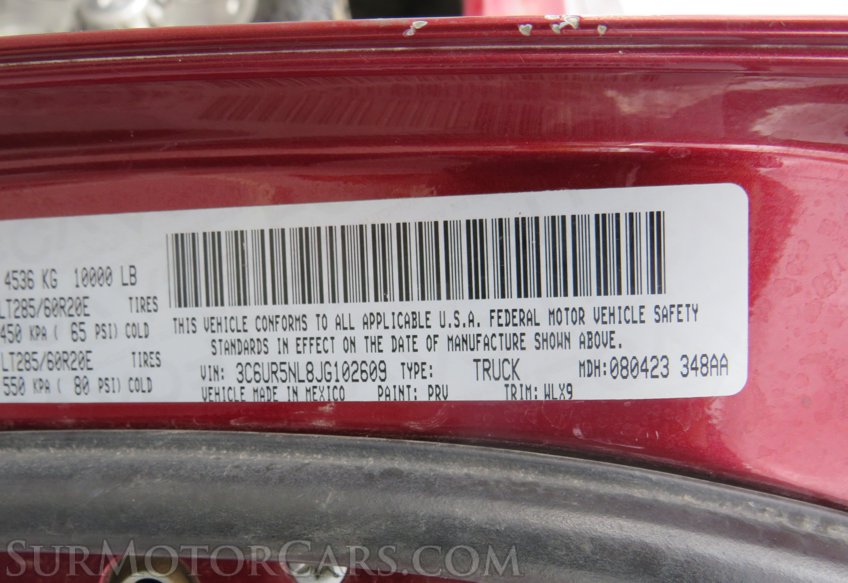 4536 KG 10000 LB
LT285/60R20E TIRES
450 KPA ( 65 PSI) COLD
LT285/60R20E TIRES
550 KPA ( 80 PSI) COLD
THIS VEHICLE CONFORMS TO ALL APPLICABLE U.S.A. FEDERAL MOTOR VEHICLE SAFETY
STANDARDS IN EFFECT ON THE DATE OF MANUFACTURE SHOWN ABOVE.
VIN: 3C6UR5NL8JG102609 TYPE: TRUCK MDH:080423 348AA
VEHICLE MADE IN MEXICO PAINT: PRV TRIM: WLX9
SURMOTORCARS.COM